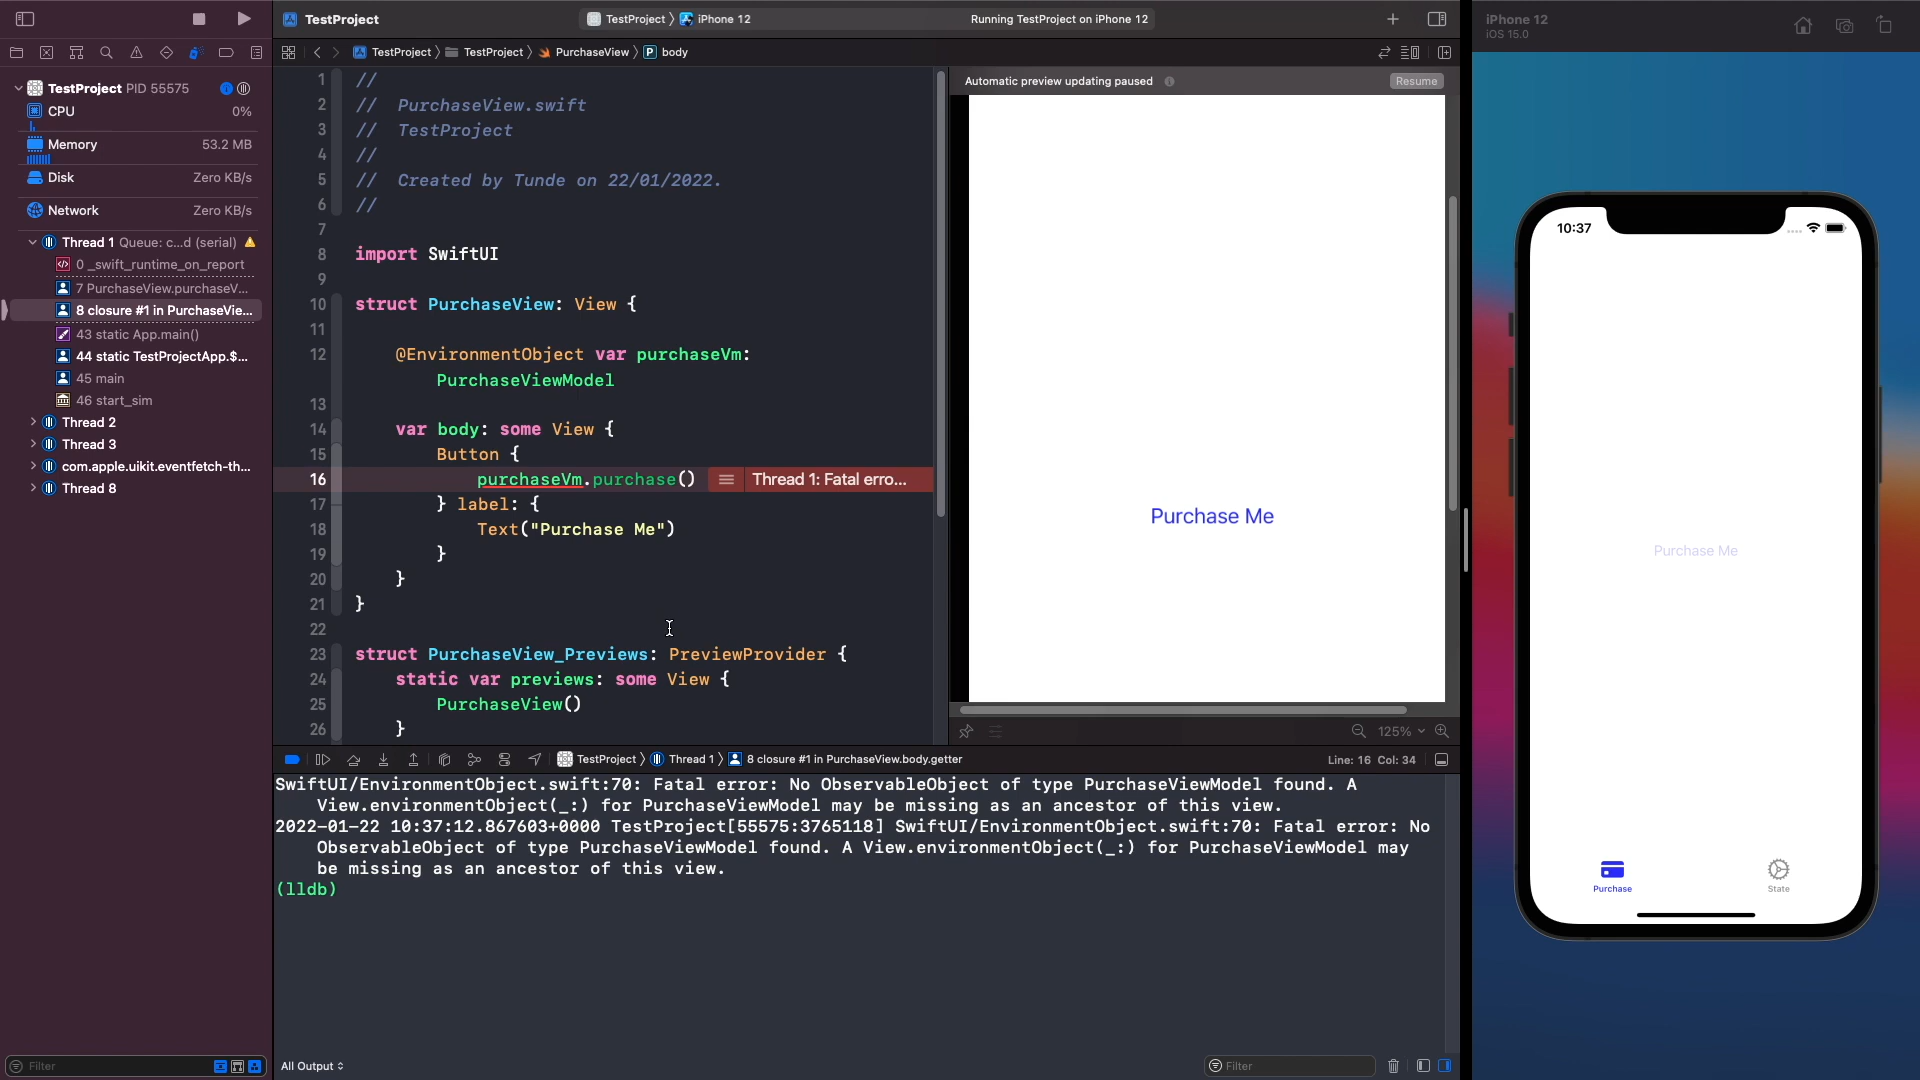 TestProject
TestProject
iPhone 12
Running TestProject on iPhone 12
iPhone 12
iOS 15.0
TestProject
TestProject
PurchaseView
P
body
TestProject PID 55575
CPU 0%
Memory 53.2 MB
Disk Zero KB/s
Network Zero KB/s
Thread 1 Queue: c...d (serial)
0 _swift_runtime_on_report
7 PurchaseView.purchaseV...
8 closure #1 in PurchaseVie...
43 static App.main()
44 static TestProjectApp.$...
45 main
46 start_sim
Thread 2
Thread 3
com.apple.uikit.eventfetch-th...
Thread 8
Filter
1 //
2 //  PurchaseView.swift
3 //  TestProject
4 //
5 //  Created by Tunde on 22/01/2022.
6 //
7
8 import SwiftUI
9
10 struct PurchaseView: View {
11
12     @EnvironmentObject var purchaseVm:
        PurchaseViewModel
13
14     var body: some View {
15         Button {
16             purchaseVm.purchase() Thread 1: Fatal erro...
17         } label: {
18             Text("Purchase Me")
19         }
20     }
21 }
22
23 struct PurchaseView_Previews: PreviewProvider {
24     static var previews: some View {
25         PurchaseView()
26     }
Automatic preview updating paused
Resume
Purchase Me
125%
10:37
Purchase Me
Purchase
State
TestProject
Thread 1
8 closure #1 in PurchaseView.body.getter
Line: 16 Col: 34
SwiftUI/EnvironmentObject.swift:70: Fatal error: No ObservableObject of type PurchaseViewModel found. A
View.environmentObject(_:) for PurchaseViewModel may be missing as an ancestor of this view.
2022-01-22 10:37:12.867603+0000 TestProject[55575:3765118] SwiftUI/EnvironmentObject.swift:70: Fatal error: No
ObservableObject of type PurchaseViewModel found. A View.environmentObject(_:) for PurchaseViewModel may
be missing as an ancestor of this view.
(lldb)
All Output
Filter